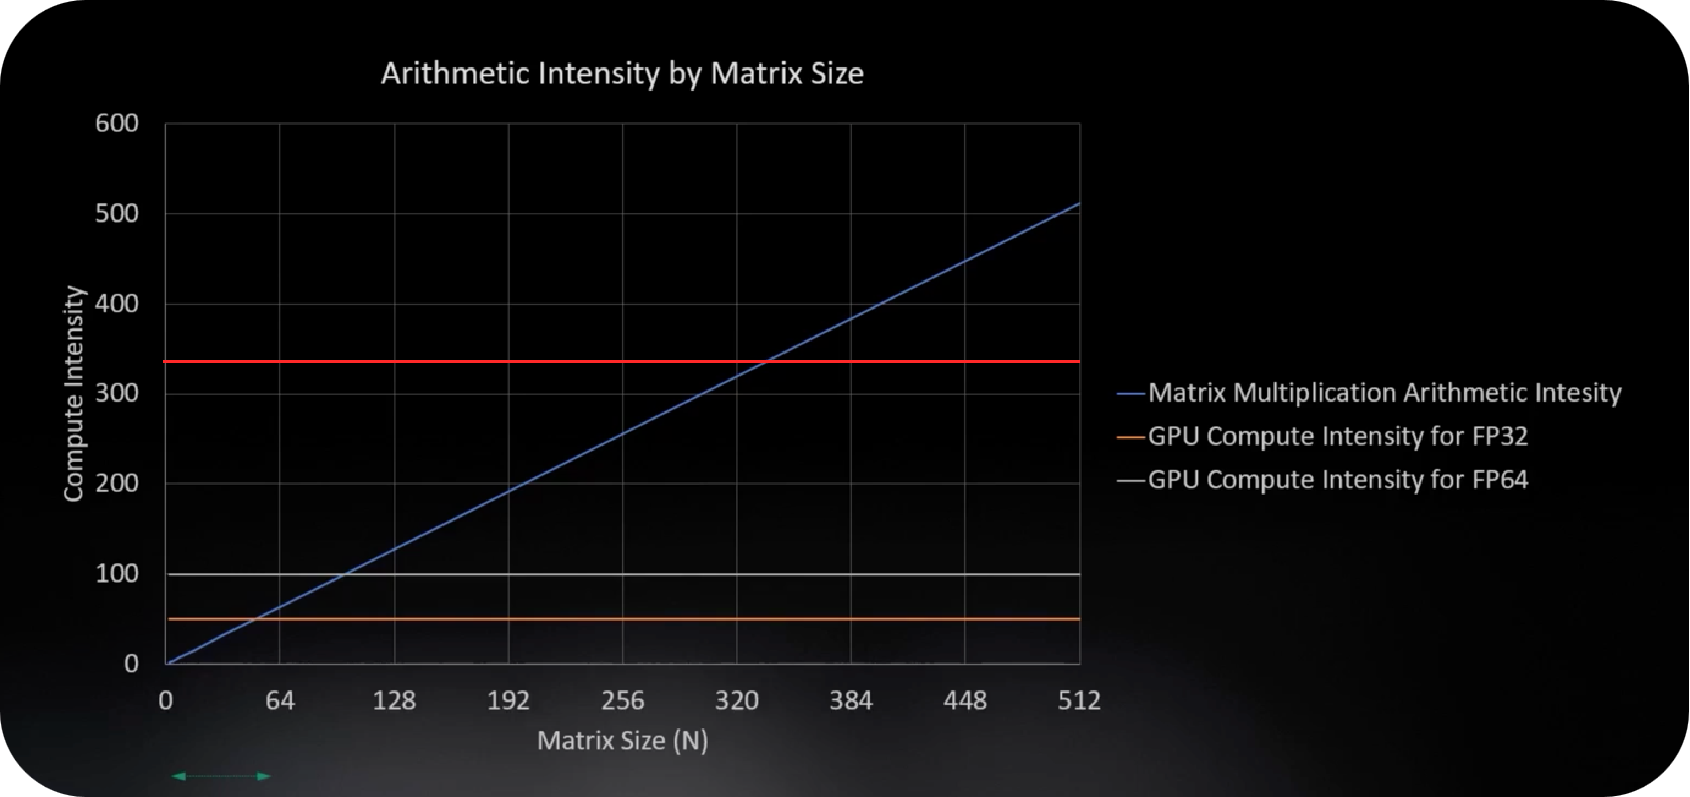 Arithmetic Intensity by Matrix Size
600
500
400
300
200
100
0
Compute Intensity
0 64 128 192 256 320 384 448 512
Matrix Size (N)
Matrix Multiplication Arithmetic Intesity
GPU Compute Intensity for FP32
GPU Compute Intensity for FP64